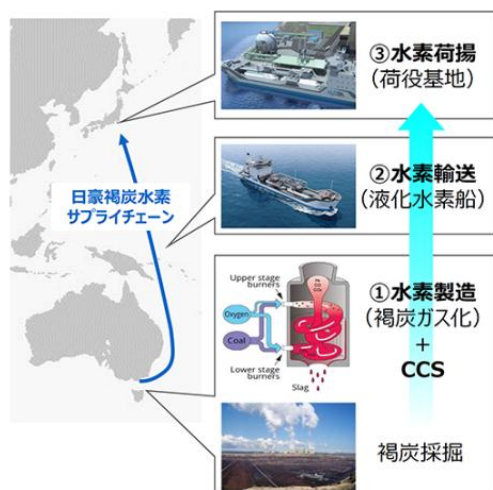 ③水素荷揚
（荷役基地）
②水素輸送
（液化水素船）
日豪褐炭水素
サプライチェーン
Upper stage
burners
Oxygen
Coal
Lower stage
burners
Slag
①水素製造
（褐炭ガス化）
+
CCS
褐炭採掘